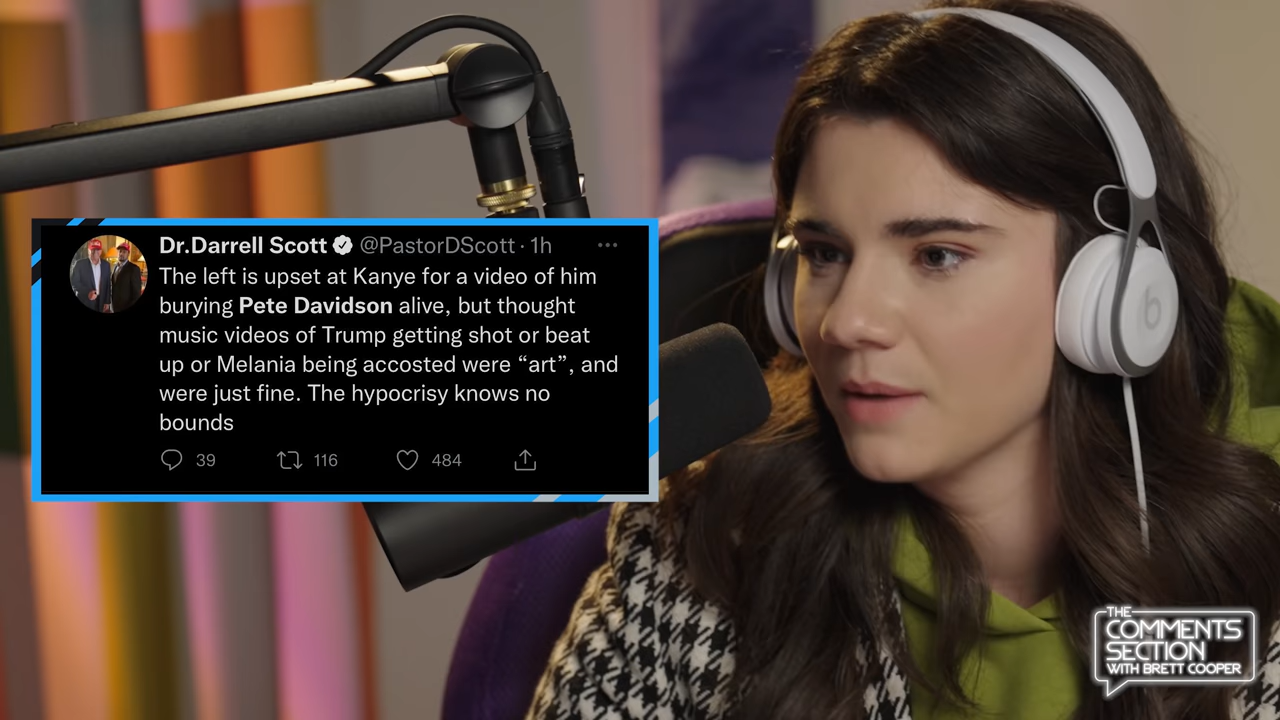 Dr.Darrell Scott @PastorDScott · 1h
The left is upset at Kanye for a video of him
burying Pete Davidson alive, but thought
music videos of Trump getting shot or beat
up or Melania being accosted were “art”, and
were just fine. The hypocrisy knows no
bounds
39 116 484
THE
COMMENTS
SECTION
WITH BRETT COOPER